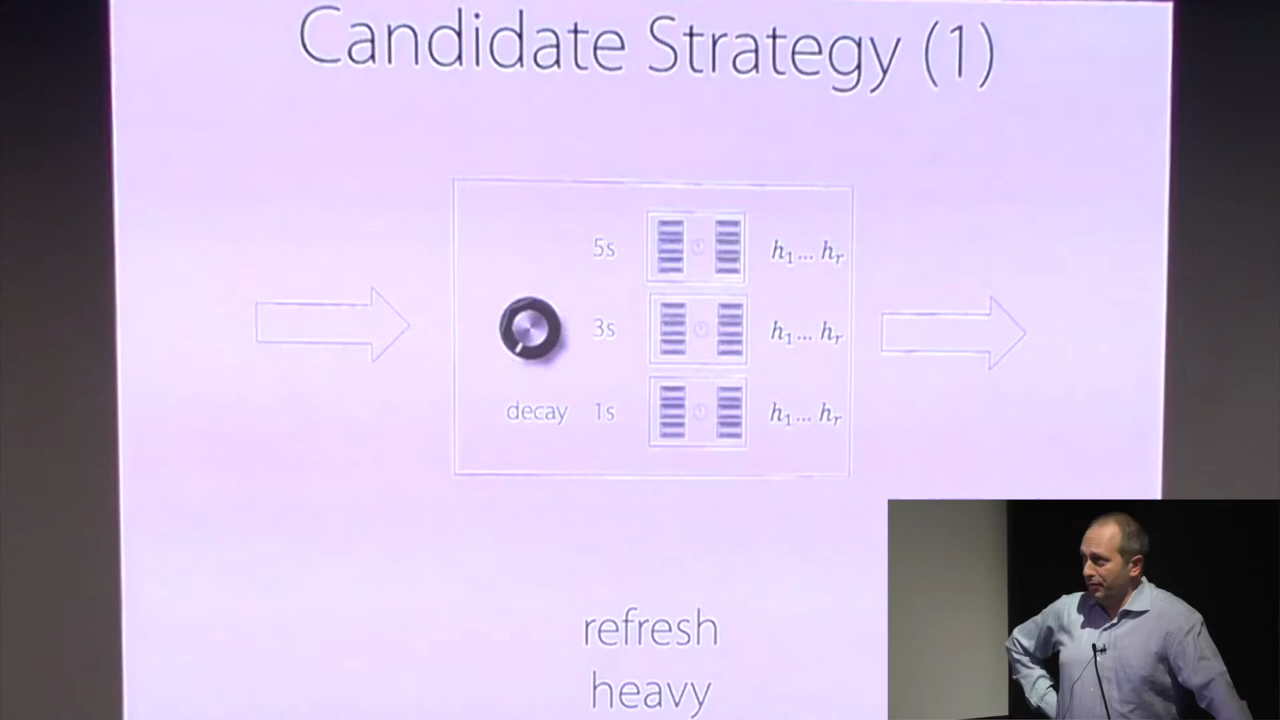 Candidate Strategy (1)
5s h₁... hᵣ
3s h₁... hᵣ
decay 1s h₁... hᵣ
refresh
heavy